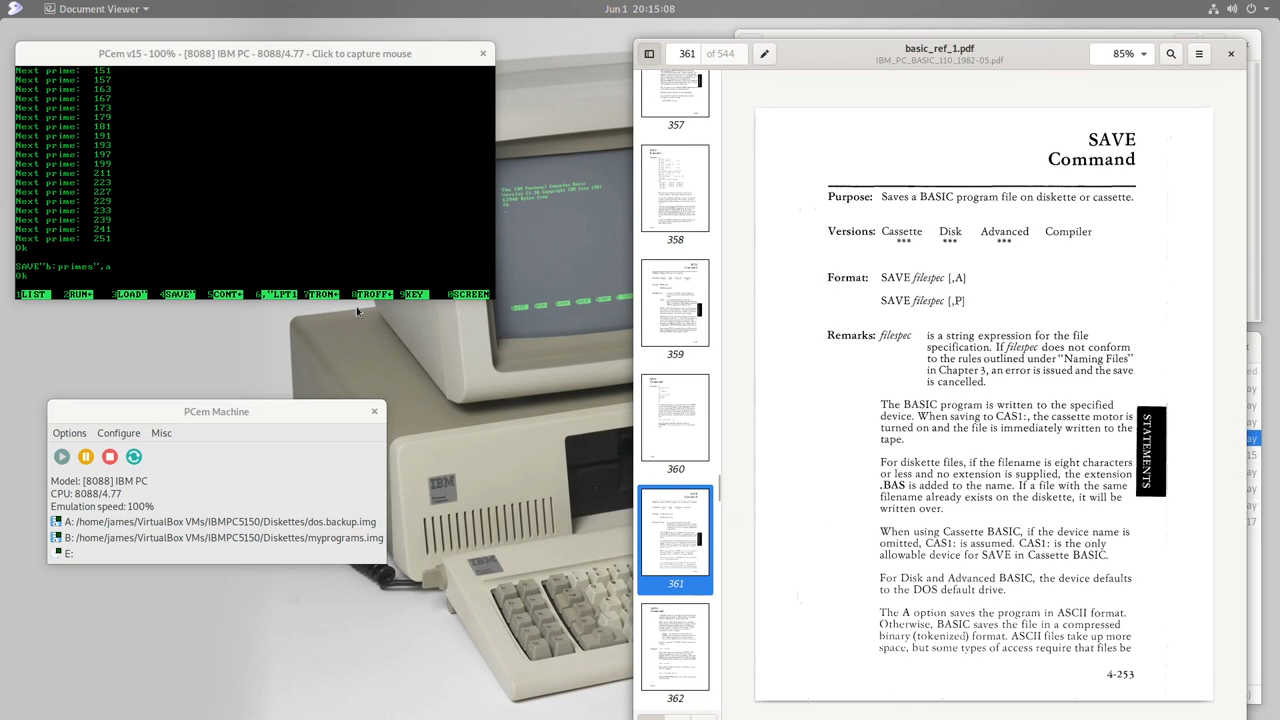 Document Viewer
Jun 1 20:15:08
PCem v15 - 100% - [8088] IBM PC - 8088/4.77 - Click to capture mouse
Next prime: 151
Next prime: 157
Next prime: 163
Next prime: 167
Next prime: 173
Next prime: 179
Next prime: 181
Next prime: 191
Next prime: 193
Next prime: 197
Next prime: 199
Next prime: 211
Next prime: 223
Next prime: 227
Next prime: 229
Next prime: 233
Next prime: 239
Next prime: 241
Next prime: 251
Ok
SAVE"b:primes",a
Ok
1LIST 2RUN← 3LOAD" 4SAVE" 5CONT← 6,"LPT1 7TRON← 8TROFF← 9KEY 0SCREEN
The IBM Personal Computer Basic
Ok
IBM
PCem Machine
Options Configure Misc
Model: [8088] IBM PC
CPU: 8088/4.77
Emulation speed: 100%
A: /home/james/VirtualBox VMs/IBM PC 5150/Diskettes/dos_backup.img
B: /home/james/VirtualBox VMs/IBM PC 5150/Diskettes/myprograms.img
E:
361 of 544
basic_ref_1.pdf
IBM_PC_BASIC_110_1982-05.pdf
98.85%
357
358
359
360
361
362
SAVE
Command
Purpose: Saves a BASIC program file on diskette or cassette.
Versions: Cassette Disk Advanced Compiler
*** *** ***
Format: SAVE filespec [,A]
SAVE filespec [,P]
Remarks: filespec is a string expression for the file
specification. If filespec does not conform
to the rules outlined under "Naming Files"
in Chapter 3, an error is issued and the save
is cancelled.
The BASIC program is written to the specified
device. When saving to CAS1:, the cassette motor is
turned on and the file is immediately written to the
tape.
For diskette files, if the filename is eight characters
or less and no extension is supplied, the extension
.BAS is added to the name. If a file with the same
filename already exists on the diskette, it will be
written over.
When using Cassette BASIC, if the device name is
omitted, CAS1: is assumed. CAS1: is the only
allowable device for SAVE in Cassette BASIC.
For Disk and Advanced BASIC, the device defaults
to the DOS default drive.
The A option saves the program in ASCII format.
Otherwise, BASIC saves the file in a compressed
binary (tokenized) format. ASCII files take up more
space, but some types of access require that files
STATEMENTS